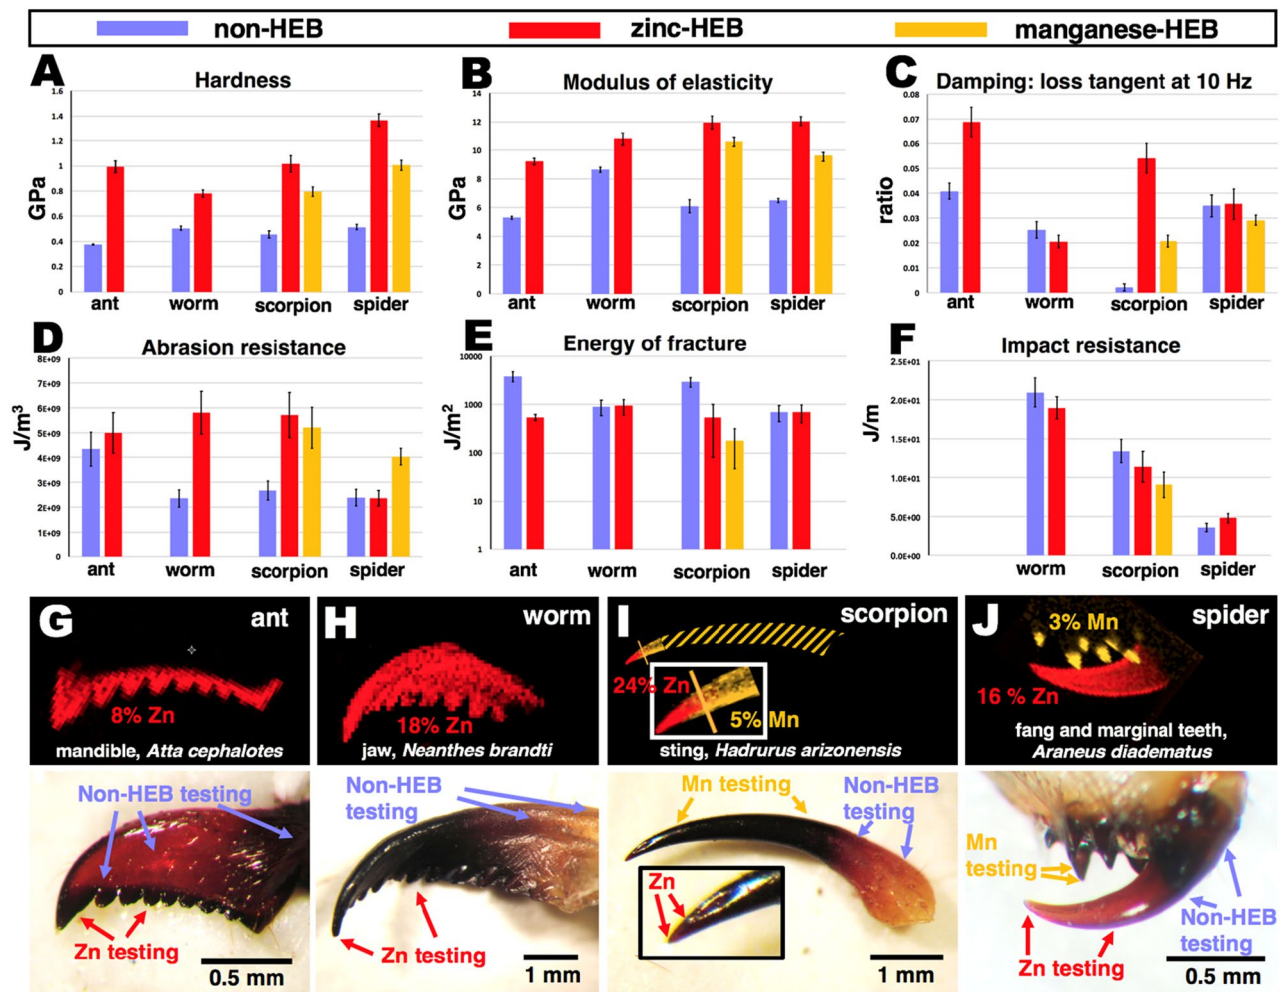 non-HEB zinc-HEB manganese-HEB
A Hardness
GPa
1.6
1.4
1.2
1
0.8
0.6
0.4
0.2
0
ant worm scorpion spider
B Modulus of elasticity
GPa
14
12
10
8
6
4
2
0
ant worm scorpion spider
C Damping: loss tangent at 10 Hz
ratio
0.08
0.07
0.06
0.05
0.04
0.03
0.02
0.01
0
ant worm scorpion spider
D Abrasion resistance
J/m³
8E+09
7E+09
6E+09
5E+09
4E+09
3E+09
2E+09
1E+09
0
ant worm scorpion spider
E Energy of fracture
J/m²
10000
1000
100
10
1
ant worm scorpion spider
F Impact resistance
J/m
2.5E+01
2.0E+01
1.5E+01
1.0E+01
5.0E+00
0.0E+00
worm scorpion spider
G ant
8% Zn
mandible, Atta cephalotes
Non-HEB testing
Zn testing
0.5 mm
H worm
18% Zn
jaw, Neanthes brandti
Non-HEB
testing
Zn testing
1 mm
I scorpion
24% Zn
5% Mn
sting, Hadrurus arizonensis
Mn testing
Non-HEB
testing
Zn
1 mm
J spider
3% Mn
16 % Zn
fang and marginal teeth,
Araneus diadematus
Mn
testing
Non-HEB
testing
Zn testing
0.5 mm